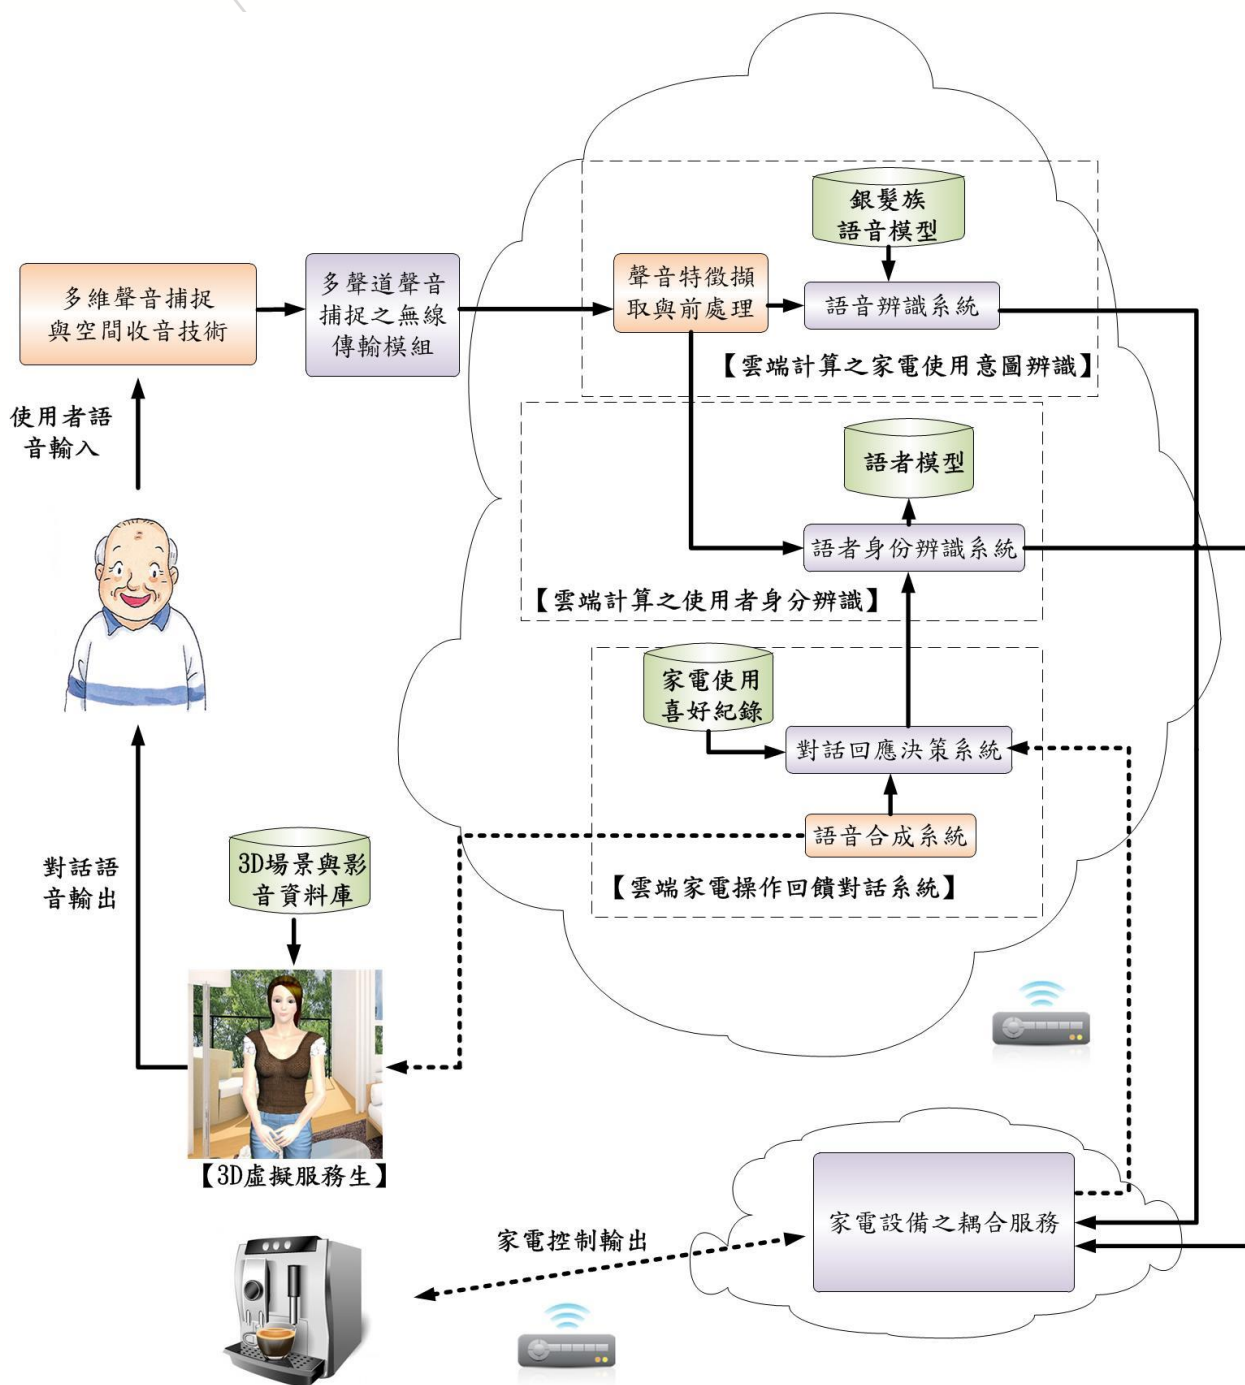 銀髮族
語音模型
多維聲音捕捉
與空間收音技術
多聲道聲音
捕捉之無線
傳輸模組
聲音特徵擷
取與前處理
語音辨識系統
【雲端計算之家電使用意圖辨識】
使用者語
音輸入
語者模型
語者身份辨識系統
【雲端計算之使用者身分辨識】
家電使用
喜好紀錄
對話回應決策系統
語音合成系統
【雲端家電操作回饋對話系統】
對話語
音輸出
3D場景與影
音資料庫
【3D虛擬服務生】
家電設備之耦合服務
家電控制輸出